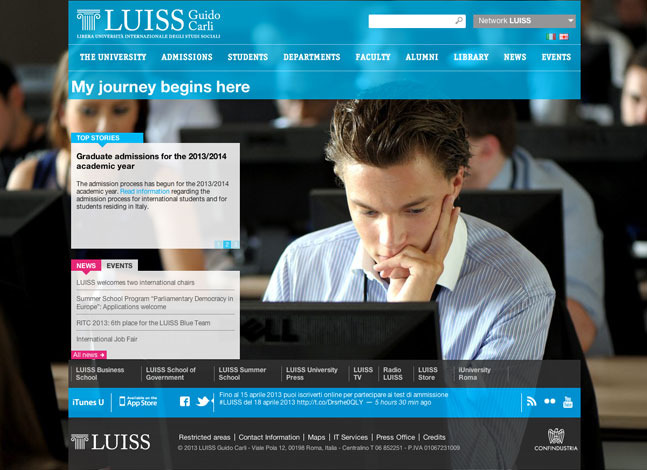 LUISS Guido Carli
LIBERA UNIVERSITÀ INTERNAZIONALE DEGLI STUDI SOCIALI
Network LUISS
THE UNIVERSITY ADMISSIONS STUDENTS DEPARTMENTS FACULTY ALUMNI LIBRARY NEWS EVENTS
My journey begins here
TOP STORIES
Graduate admissions for the 2013/2014
academic year
The admission process has begun for the 2013/2014
academic year. Read information regarding the
admission process for international students and for
students residing in Italy.
1 2 3
NEWS EVENTS
LUISS welcomes two international chairs
Summer School Program "Parliamentary Democracy in
Europe": Applications welcome
RITC 2013: 6th place for the LUISS Blue Team
International Job Fair
All news
DELL
LUISS Business School
LUISS School of Government
LUISS Summer School
LUISS University Press
LUISS TV
Radio LUISS
LUISS Store
iUniversity Roma
iTunes U
Available on the App Store
Fino al 15 aprile 2013 puoi iscriverti online per partecipare ai test di ammissione
#LUISS del 18 aprile 2013 http://t.co/Drsrhe0QLY — 5 hours 30 min ago
You Tube
LUISS
Restricted areas | Contact Information | Maps | IT Services | Press Office | Credits
© 2013 LUISS Guido Carli - Viale Pola 12, 00198 Roma, Italia - Centralino T 06 852251 - P.IVA 01067231009
CONFINDUSTRIA